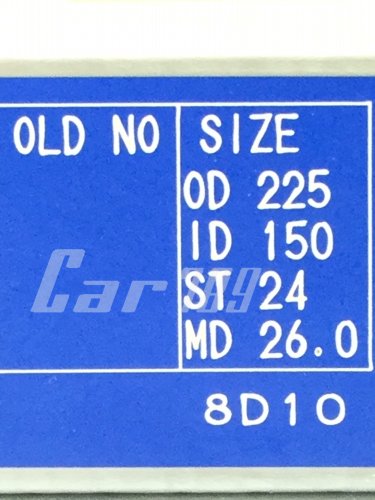 OLD NO
SIZE
OD 225
ID 150
ST 24
MD 26.0
8D10